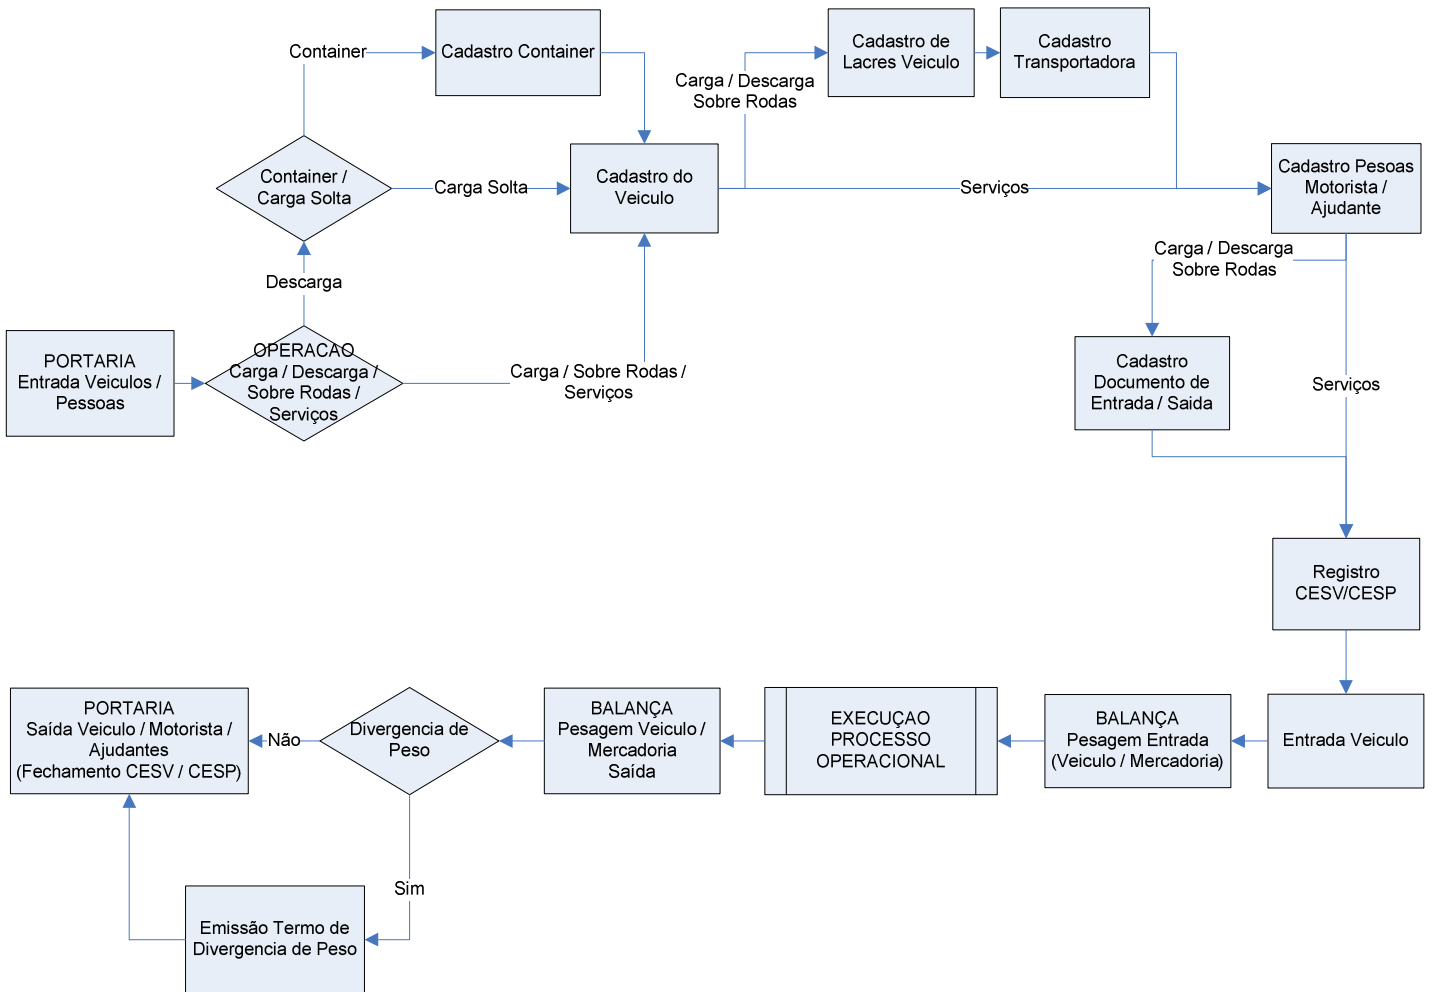 Container
Cadastro Container
Carga / Descarga
Sobre Rodas
Cadastro de
Lacres Veiculo
Cadastro
Transportadora
Container /
Carga Solta
Carga Solta
Cadastro do
Veiculo
Serviços
Cadastro Pesoas
Motorista /
Ajudante
Descarga
Carga / Descarga
Sobre Rodas
PORTARIA
Entrada Veiculos /
Pessoas
OPERACAO
Carga / Descarga /
Sobre Rodas /
Serviços
Carga / Sobre Rodas /
Serviços
Cadastro
Documento de
Entrada / Saida
Serviços
Registro
CESV/CESP
Entrada Veiculo
BALANÇA
Pesagem Entrada
(Veiculo / Mercadoria)
EXECUÇAO
PROCESSO
OPERACIONAL
BALANÇA
Pesagem Veiculo /
Mercadoria
Saída
Divergencia de
Peso
Não
PORTARIA
Saída Veiculo / Motorista /
Ajudantes
(Fechamento CESV / CESP)
Sim
Emissão Termo de
Divergencia de Peso